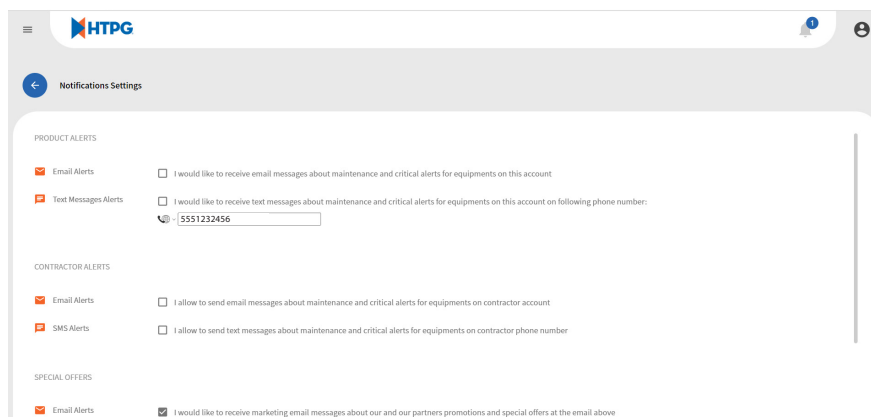 HTPG
1
Notifications Settings
PRODUCT ALERTS
Email Alerts
I would like to receive email messages about maintenance and critical alerts for equipments on this account
Text Messages Alerts
I would like to receive text messages about maintenance and critical alerts for equipments on this account on following phone number:
5551232456
CONTRACTOR ALERTS
Email Alerts
I allow to send email messages about maintenance and critical alerts for equipments on contractor account
SMS Alerts
I allow to send text messages about maintenance and critical alerts for equipments on contractor phone number
SPECIAL OFFERS
Email Alerts
I would like to receive marketing email messages about our and our partners promotions and special offers at the email above